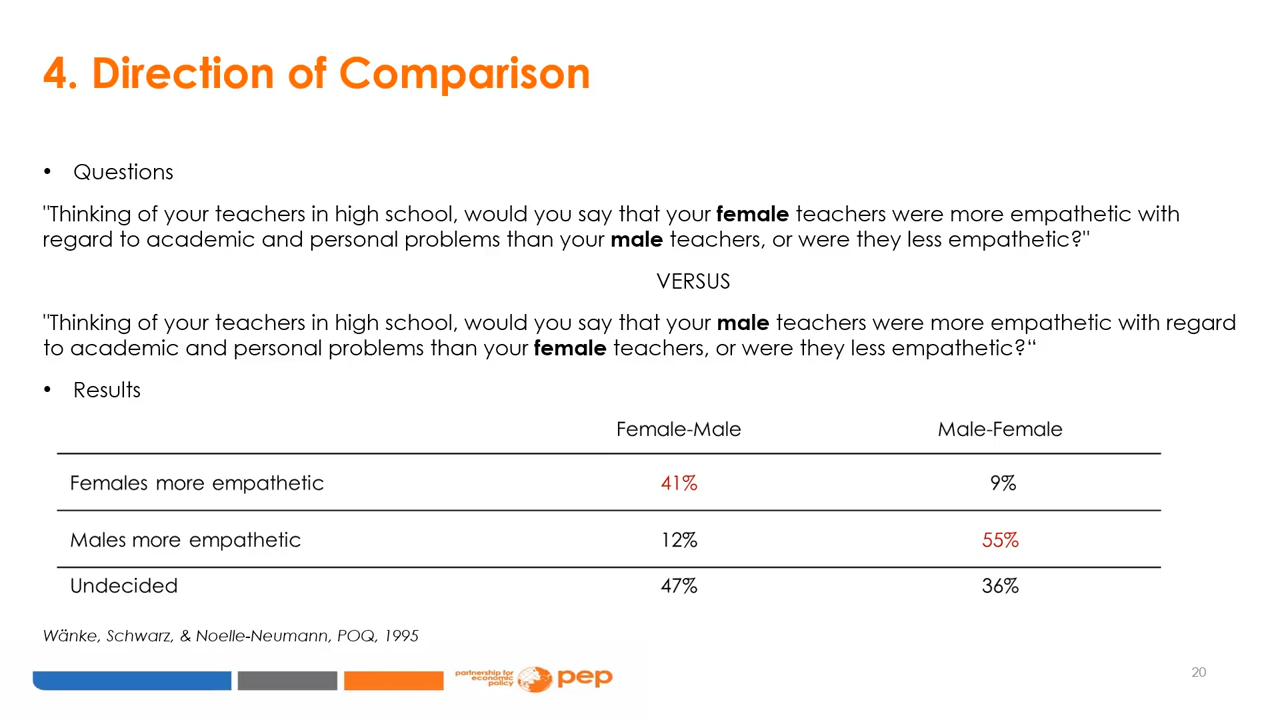 4. Direction of Comparison
• Questions
"Thinking of your teachers in high school, would you say that your female teachers were more empathetic with
regard to academic and personal problems than your male teachers, or were they less empathetic?"
VERSUS
"Thinking of your teachers in high school, would you say that your male teachers were more empathetic with regard
to academic and personal problems than your female teachers, or were they less empathetic?“
• Results
Female-Male Male-Female
Females more empathetic 41% 9%
Males more empathetic 12% 55%
Undecided 47% 36%
Wänke, Schwarz, & Noelle-Neumann, POQ, 1995
partnership for
economic
policy
pep
20